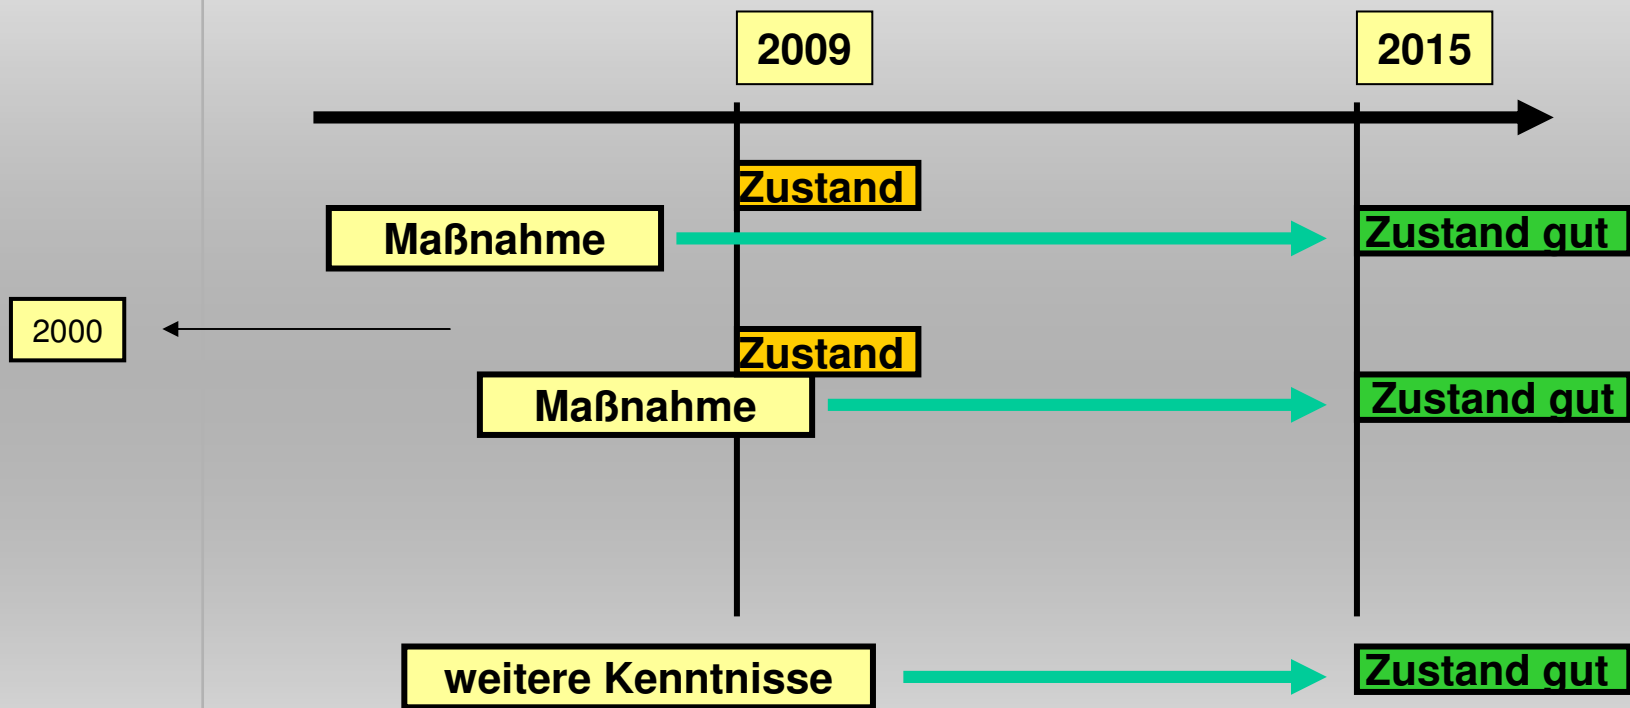 2009
2015
Zustand
Maßnahme
Zustand gut
2000
Zustand
Maßnahme
Zustand gut
weitere Kenntnisse
Zustand gut